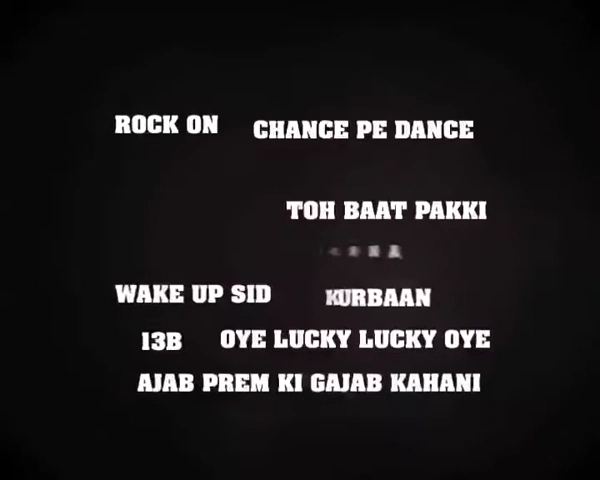 ROCK ON CHANCE PE DANCE
TOH BAAT PAKKI
WAKE UP SID KURBAAN
13B OYE LUCKY LUCKY OYE
AJAB PREM KI GAJAB KAHANI